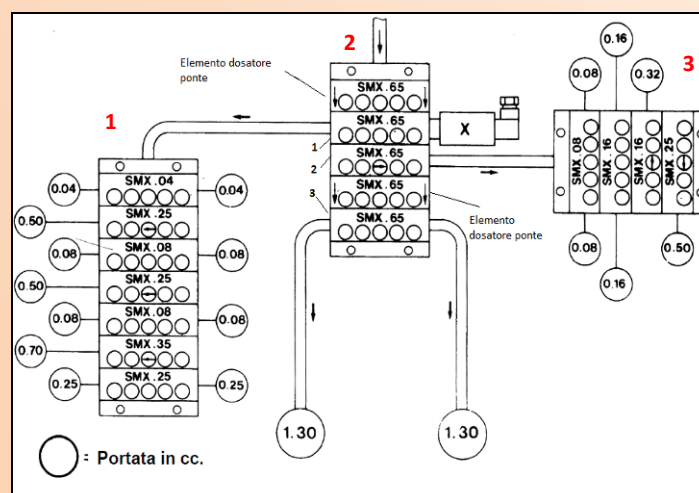 2
Elemento dosatore
ponte
SMX.65
SMX.65
X
1
2
SMX.65
3
SMX.65
Elemento
dosatore ponte
1.30
1.30
1
SMX.04
0.04
0.04
0.50
SMX.25
SMX.08
0.08
0.08
0.50
SMX.25
SMX.08
0.08
0.08
0.70
SMX.35
SMX.25
0.25
0.25
3
0.16
0.08
0.32
SMX.08
SMX.16
SMX.16
SMX.25
0.08
0.50
0.16
SMX.65
= Portata in cc.